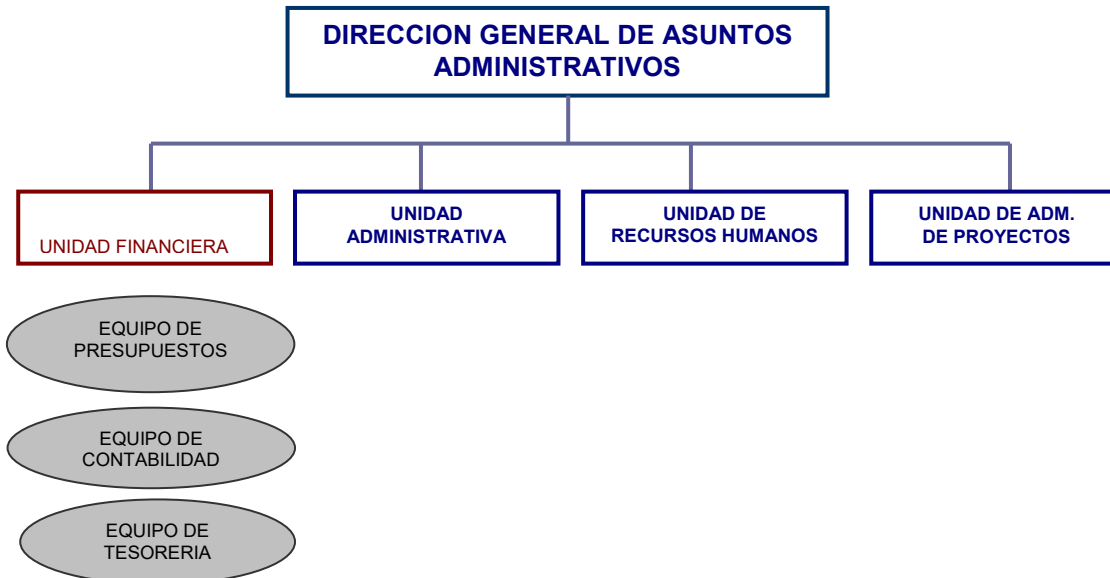 DIRECCION GENERAL DE ASUNTOS
ADMINISTRATIVOS
UNIDAD FINANCIERA
UNIDAD
ADMINISTRATIVA
UNIDAD DE
RECURSOS HUMANOS
UNIDAD DE ADM.
DE PROYECTOS
EQUIPO DE
PRESUPUESTOS
EQUIPO DE
CONTABILIDAD
EQUIPO DE
TESORERIA